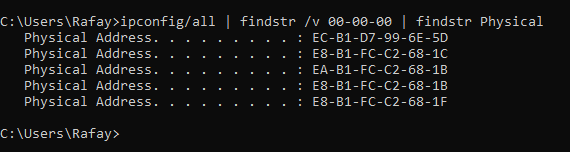 C:\Users\Rafay>ipconfig/all | findstr /v 00-00-00 | findstr Physical
   Physical Address. . . . . . . . . : EC-B1-D7-99-6E-5D
   Physical Address. . . . . . . . . : E8-B1-FC-C2-68-1C
   Physical Address. . . . . . . . . : EA-B1-FC-C2-68-1B
   Physical Address. . . . . . . . . : E8-B1-FC-C2-68-1B
   Physical Address. . . . . . . . . : E8-B1-FC-C2-68-1F
C:\Users\Rafay>